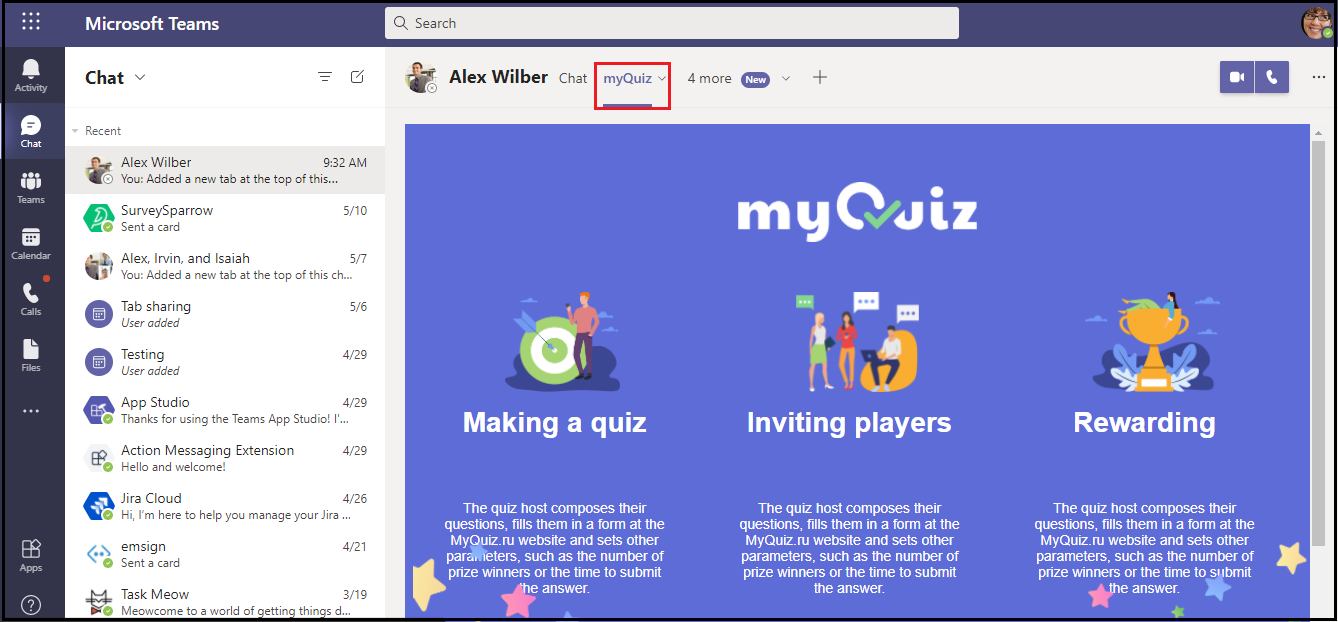 Microsoft Teams
Search
Activity
Chat
Teams
Calendar
Calls
Files
Apps
Chat
Recent
Alex Wilber 9:32 AM
You: Added a new tab at the top of this...
SurveySparrow 5/10
Sent a card
Alex, Irvin, and Isaiah 5/7
You: Added a new tab at the top of this ch...
Tab sharing 5/6
User added
Testing 4/29
User added
App Studio 4/29
Thanks for using the Teams App Studio! I'...
Action Messaging Extension 4/29
Hello and welcome!
Jira Cloud 4/26
Hi, I'm here to help you manage your Jira ...
emsign 4/21
Sent a card
Task Meow 3/19
Meowcome to a world of getting things d...
Alex Wilber Chat myQuiz 4 more New
myQuiz
Making a quiz
The quiz host composes their
questions, fills them in a form at the
MyQuiz.ru website and sets other
parameters, such as the number of
prize winners or the time to submit
the answer.
Inviting players
The quiz host composes their
questions, fills them in a form at the
MyQuiz.ru website and sets other
parameters, such as the number of
prize winners or the time to submit
the answer.
Rewarding
The quiz host composes their
questions, fills them in a form at the
MyQuiz.ru website and sets other
parameters, such as the number of
prize winners or the time to submit
the answer.